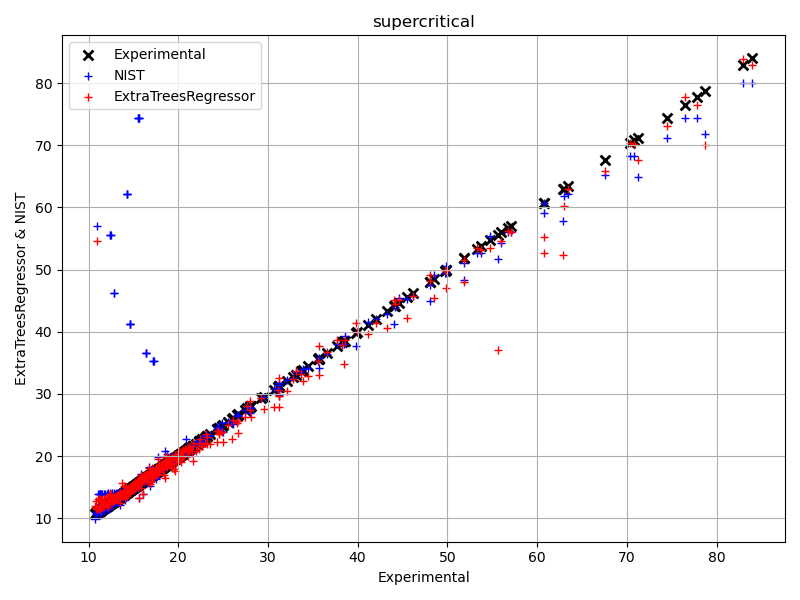 supercritical
Experimental
NIST
ExtraTreesRegressor
ExtraTreesRegressor & NIST
80
70
60
50
40
30
20
10
10 20 30 40 50 60 70 80
Experimental